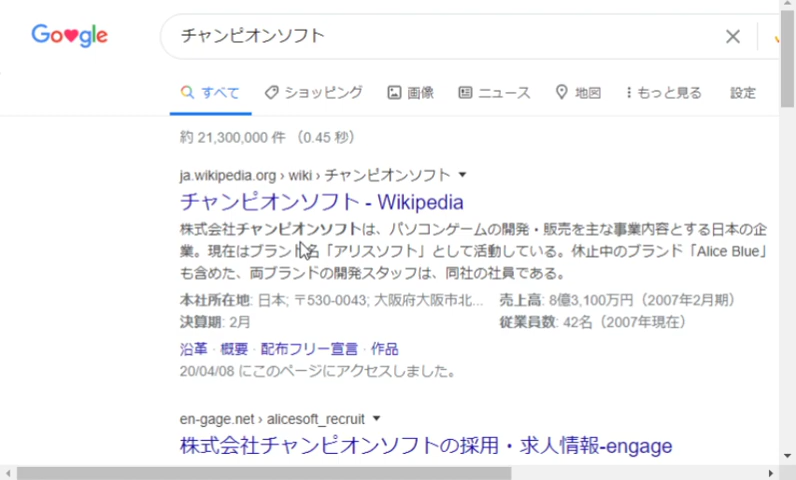 Google
チャンピオンソフト
すべて ショッピング 画像 ニュース 地図 もっと見る 設定
約 21,300,000 件 （0.45 秒）
ja.wikipedia.org › wiki › チャンピオンソフト
チャンピオンソフト - Wikipedia
株式会社チャンピオンソフトは、パソコンゲームの開発・販売を主な事業内容とする日本の企
業。現在はブランド名「アリスソフト」として活動している。休止中のブランド「Alice Blue」
も含めた、両ブランドの開発スタッフは、同社の社員である。
本社所在地: 日本; 〒530-0043; 大阪府大阪市北... 売上高: 8億3,100万円（2007年2月期）
決算期: 2月 従業員数: 42名（2007年現在）
沿革 · 概要 · 配布フリー宣言 · 作品
20/04/08 にこのページにアクセスしました。
en-gage.net › alicesoft_recruit
株式会社チャンピオンソフトの採用・求人情報-engage